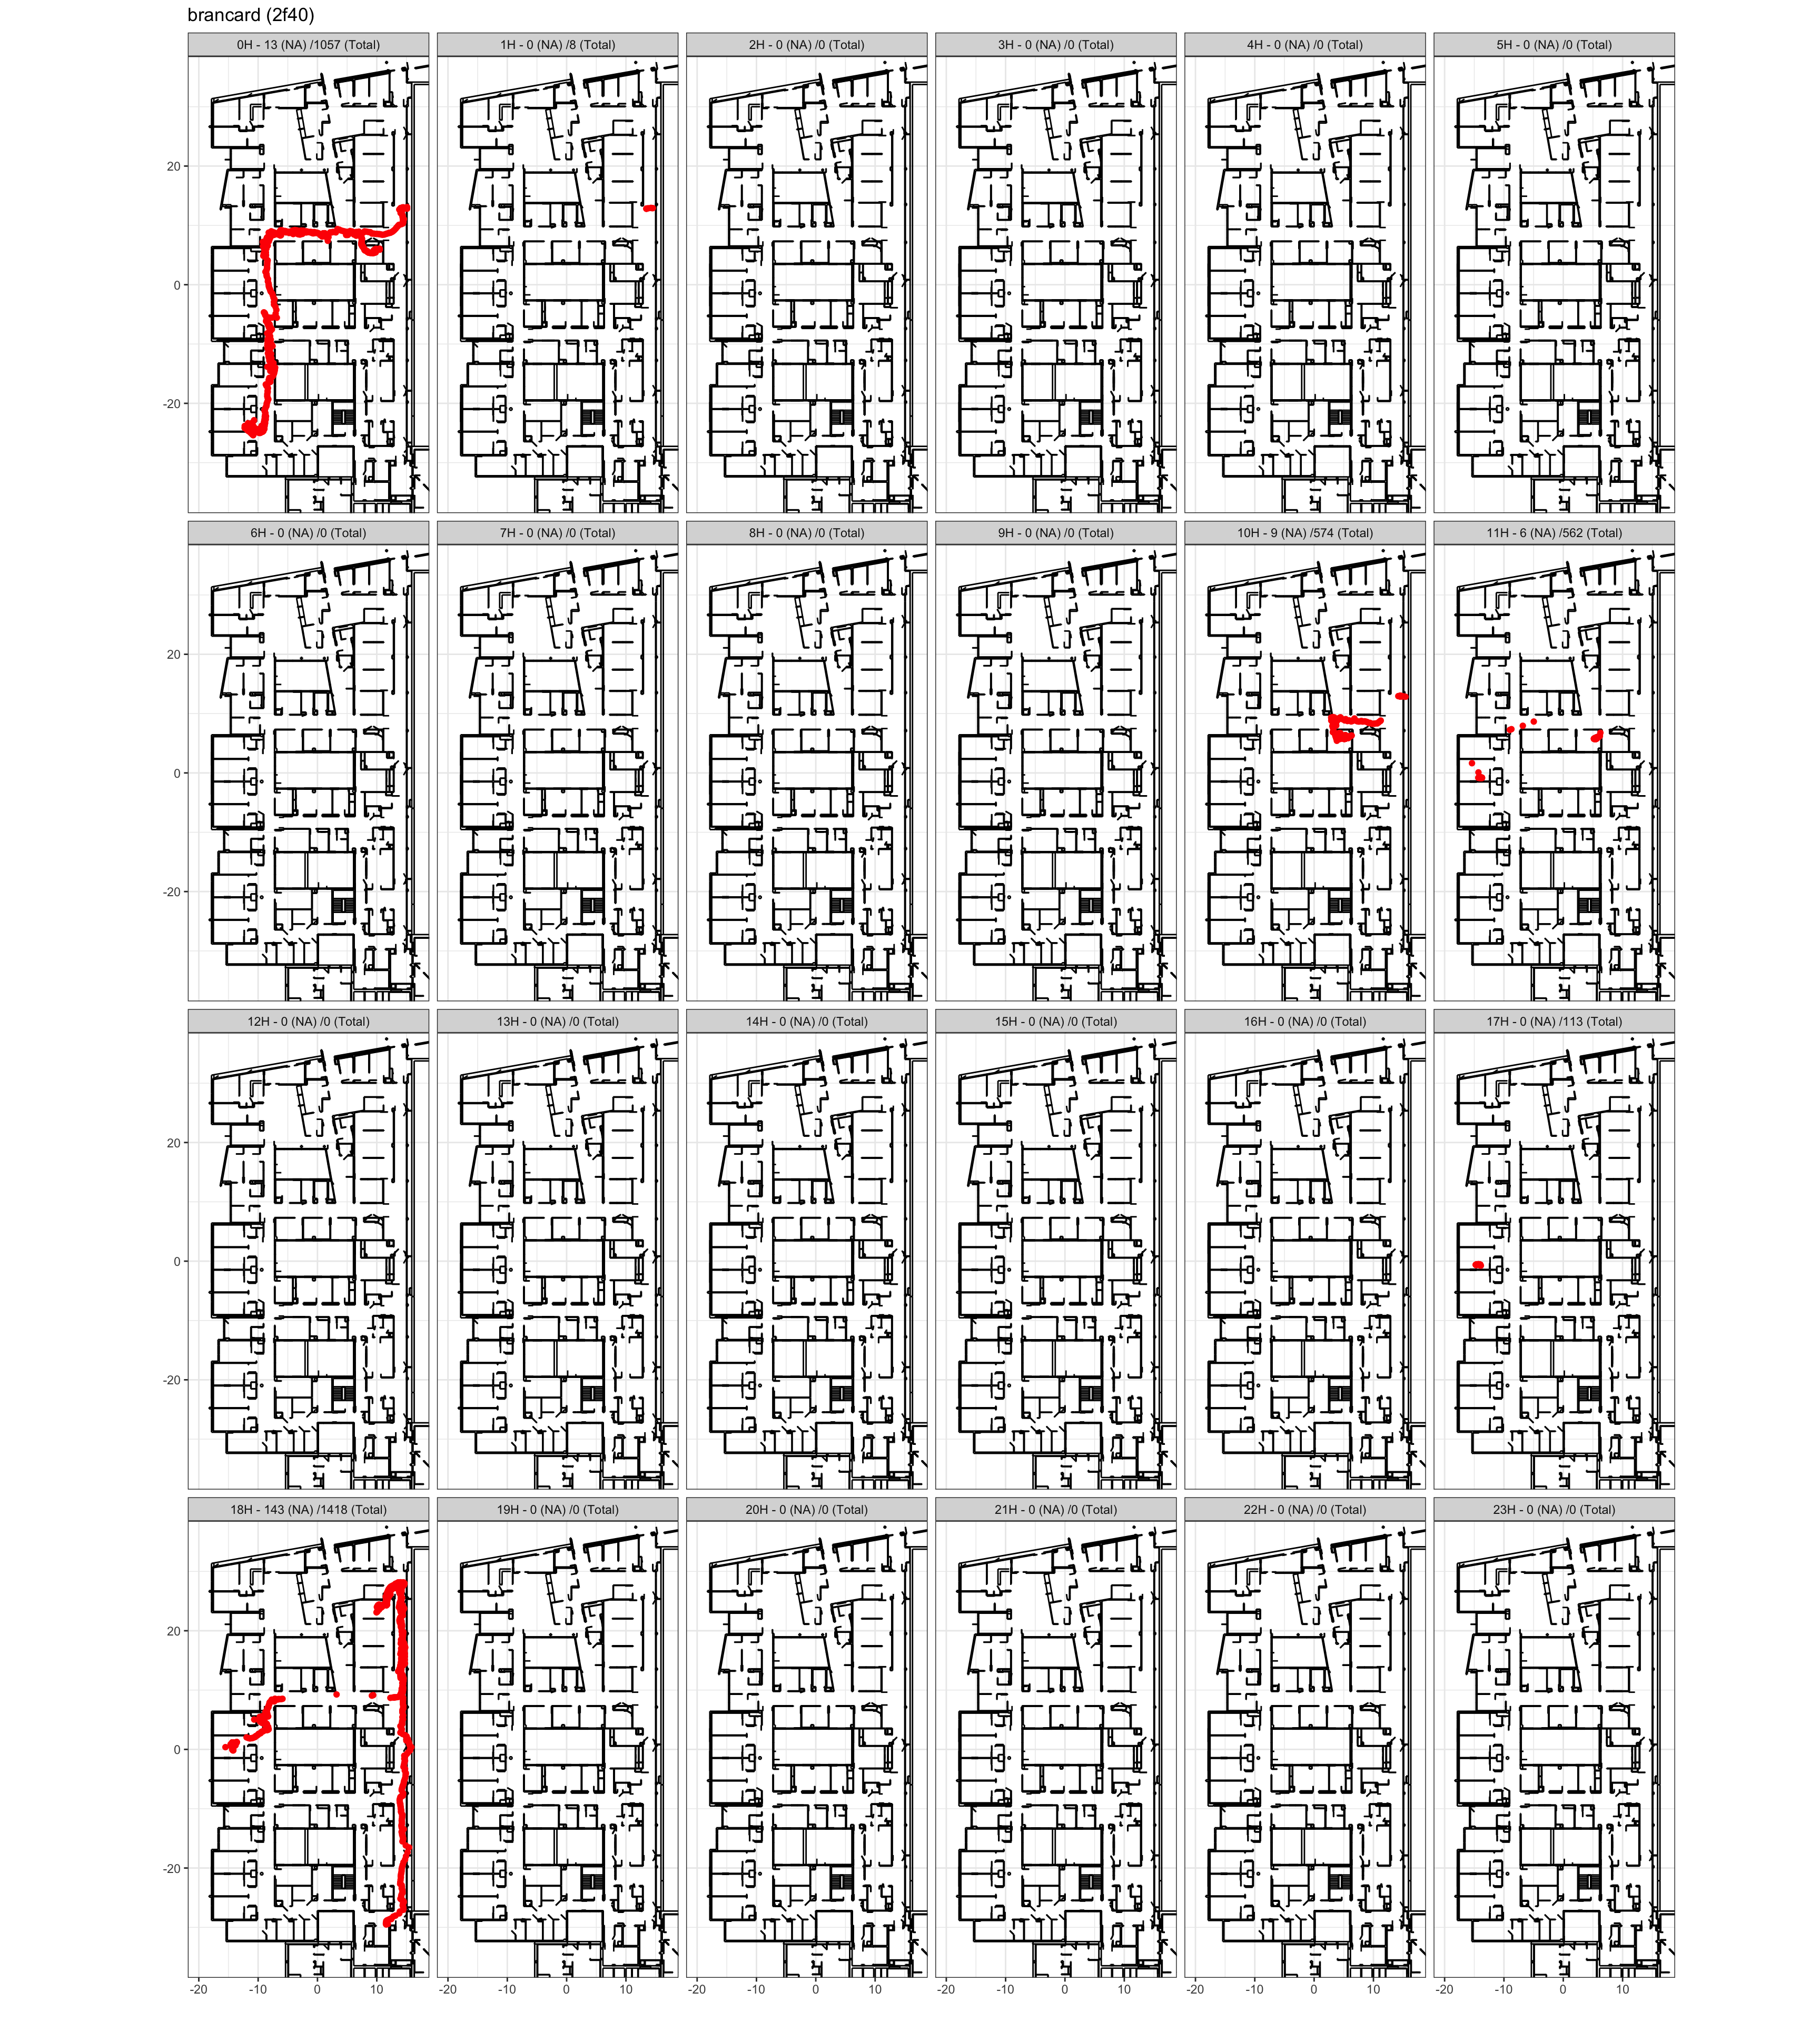 brancard (2f40)
0H - 13 (NA) /1057 (Total) 1H - 0 (NA) /8 (Total) 2H - 0 (NA) /0 (Total) 3H - 0 (NA) /0 (Total) 4H - 0 (NA) /0 (Total) 5H - 0 (NA) /0 (Total)
20
0
-20
6H - 0 (NA) /0 (Total) 7H - 0 (NA) /0 (Total) 8H - 0 (NA) /0 (Total) 9H - 0 (NA) /0 (Total) 10H - 9 (NA) /574 (Total) 11H - 6 (NA) /562 (Total)
20
0
-20
12H - 0 (NA) /0 (Total) 13H - 0 (NA) /0 (Total) 14H - 0 (NA) /0 (Total) 15H - 0 (NA) /0 (Total) 16H - 0 (NA) /0 (Total) 17H - 0 (NA) /113 (Total)
20
0
-20
18H - 143 (NA) /1418 (Total) 19H - 0 (NA) /0 (Total) 20H - 0 (NA) /0 (Total) 21H - 0 (NA) /0 (Total) 22H - 0 (NA) /0 (Total) 23H - 0 (NA) /0 (Total)
20
0
-20
-20 -10 0 10 -20 -10 0 10 -20 -10 0 10 -20 -10 0 10 -20 -10 0 10 -20 -10 0 10